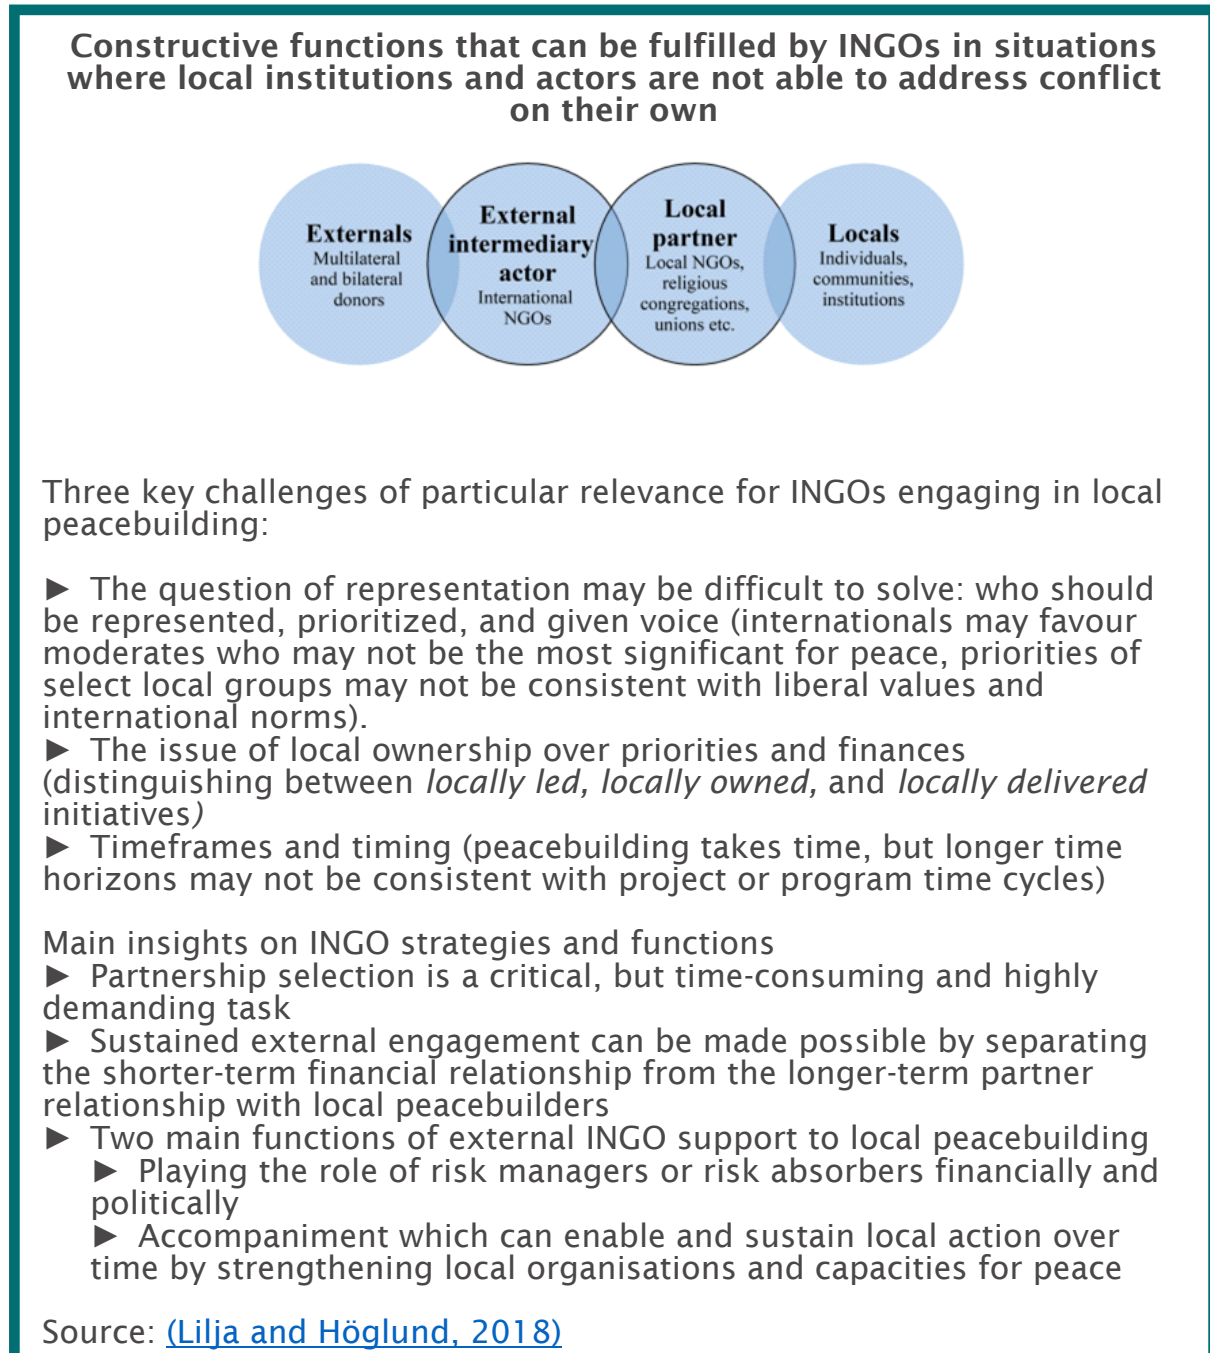 Constructive functions that can be fulfilled by INGOs in situations
where local institutions and actors are not able to address conflict
on their own
Externals
Multilateral
and bilateral
donors
External
intermediary
actor
International
NGOs
Local
partner
Local NGOs,
religious
congregations,
unions etc.
Locals
Individuals,
communities,
institutions
Three key challenges of particular relevance for INGOs engaging in local
peacebuilding:
► The question of representation may be difficult to solve: who should
be represented, prioritized, and given voice (internationals may favour
moderates who may not be the most significant for peace, priorities of
select local groups may not be consistent with liberal values and
international norms).
► The issue of local ownership over priorities and finances
(distinguishing between locally led, locally owned, and locally delivered
initiatives)
► Timeframes and timing (peacebuilding takes time, but longer time
horizons may not be consistent with project or program time cycles)
Main insights on INGO strategies and functions
► Partnership selection is a critical, but time-consuming and highly
demanding task
► Sustained external engagement can be made possible by separating
the shorter-term financial relationship from the longer-term partner
relationship with local peacebuilders
► Two main functions of external INGO support to local peacebuilding
► Playing the role of risk managers or risk absorbers financially and
politically
► Accompaniment which can enable and sustain local action over
time by strengthening local organisations and capacities for peace
Source: (Lilja and Höglund, 2018)